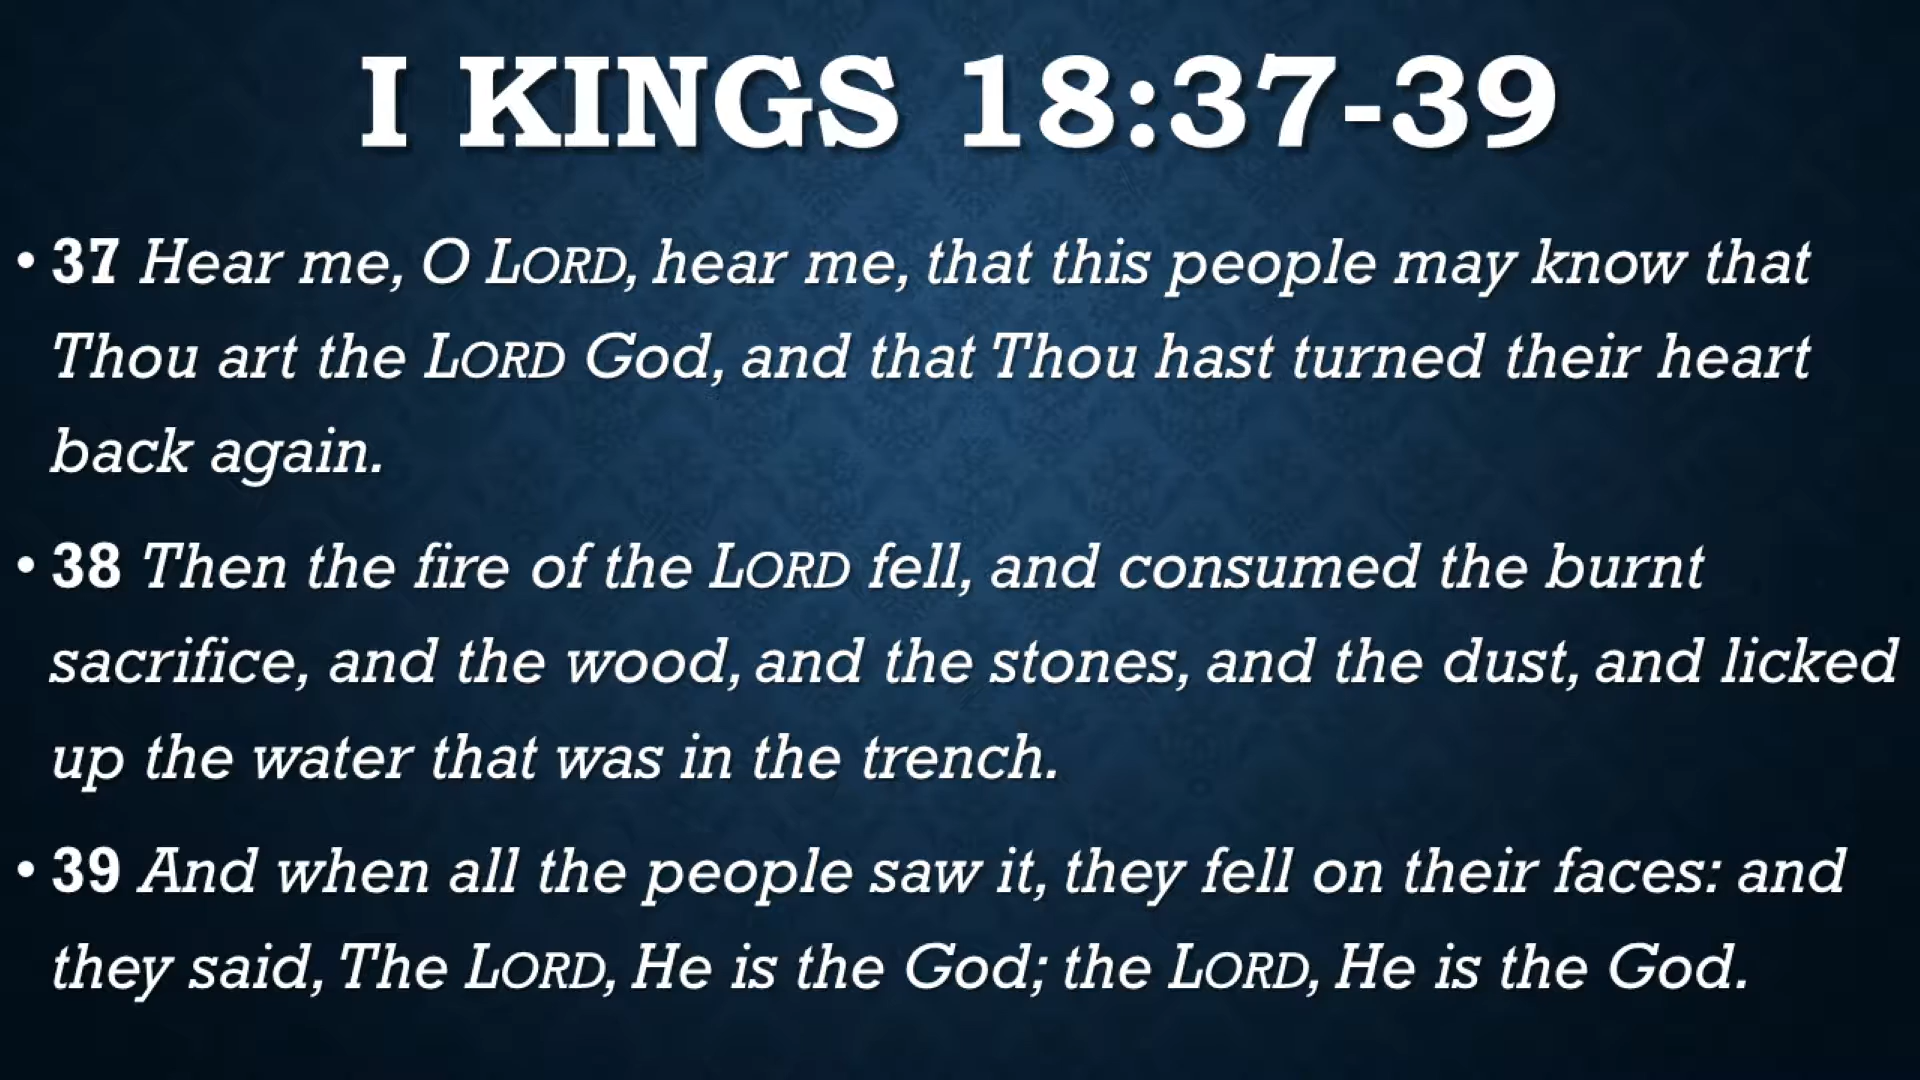 I KINGS 18:37-39
• 37 Hear me, O LORD, hear me, that this people may know that
Thou art the LORD God, and that Thou hast turned their heart
back again.
• 38 Then the fire of the LORD fell, and consumed the burnt
sacrifice, and the wood, and the stones, and the dust, and licked
up the water that was in the trench.
• 39 And when all the people saw it, they fell on their faces: and
they said, The LORD, He is the God; the LORD, He is the God.